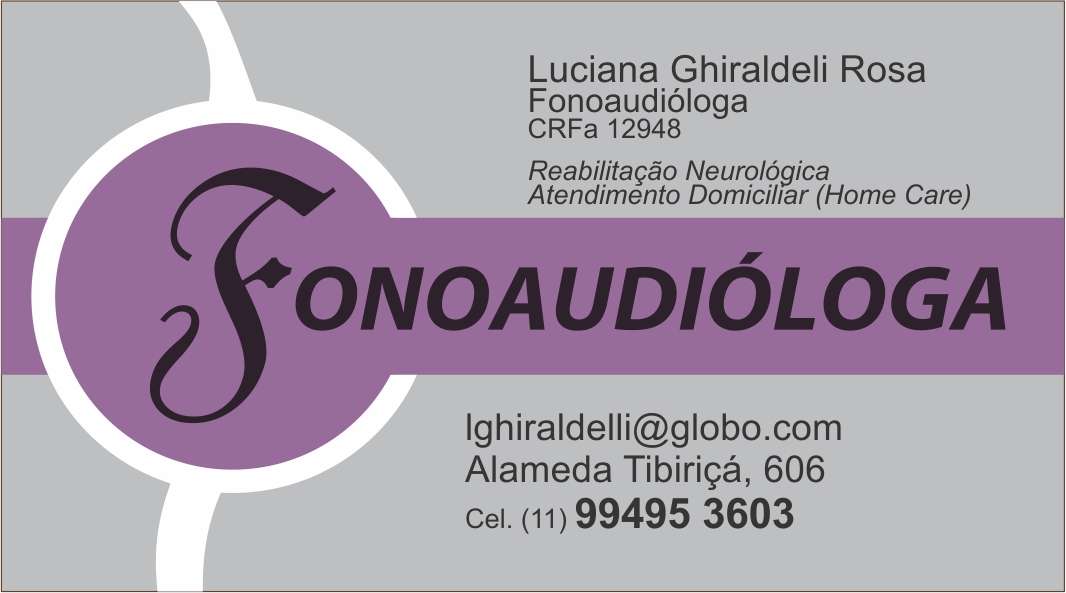 Luciana Ghiraldeli Rosa
Fonoaudióloga
CRFa 12948
Reabilitação Neurológica
Atendimento Domiciliar (Home Care)
FONOAUDIÓLOGA
lghiraldelli@globo.com
Alameda Tibiriçá, 606
Cel. (11) 99495 3603